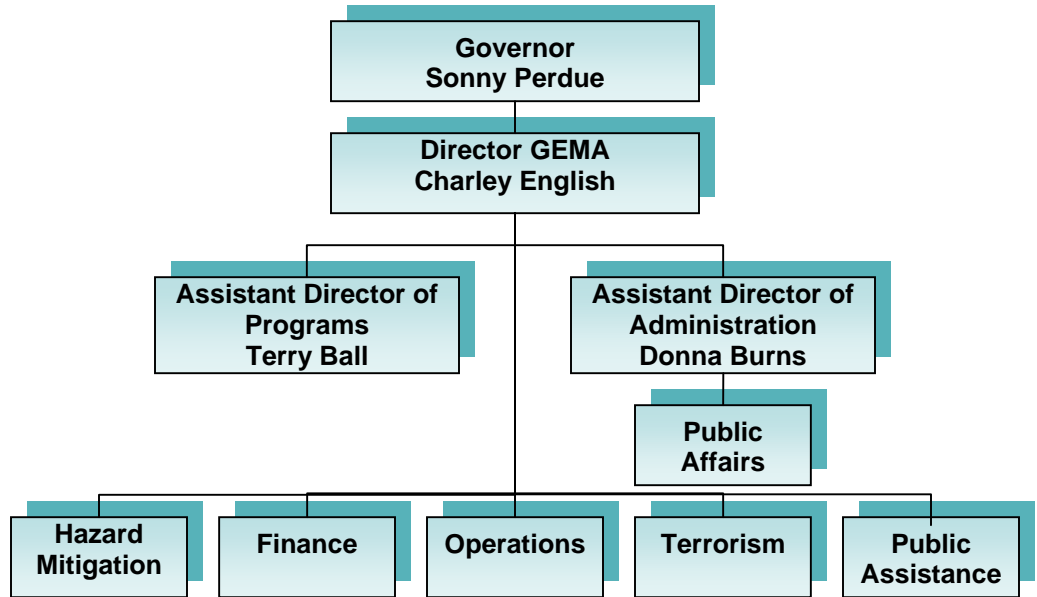 Governor
Sonny Perdue
Director GEMA
Charley English
Assistant Director of
Programs
Terry Ball
Assistant Director of
Administration
Donna Burns
Public
Affairs
Hazard
Mitigation
Finance
Operations
Terrorism
Public
Assistance